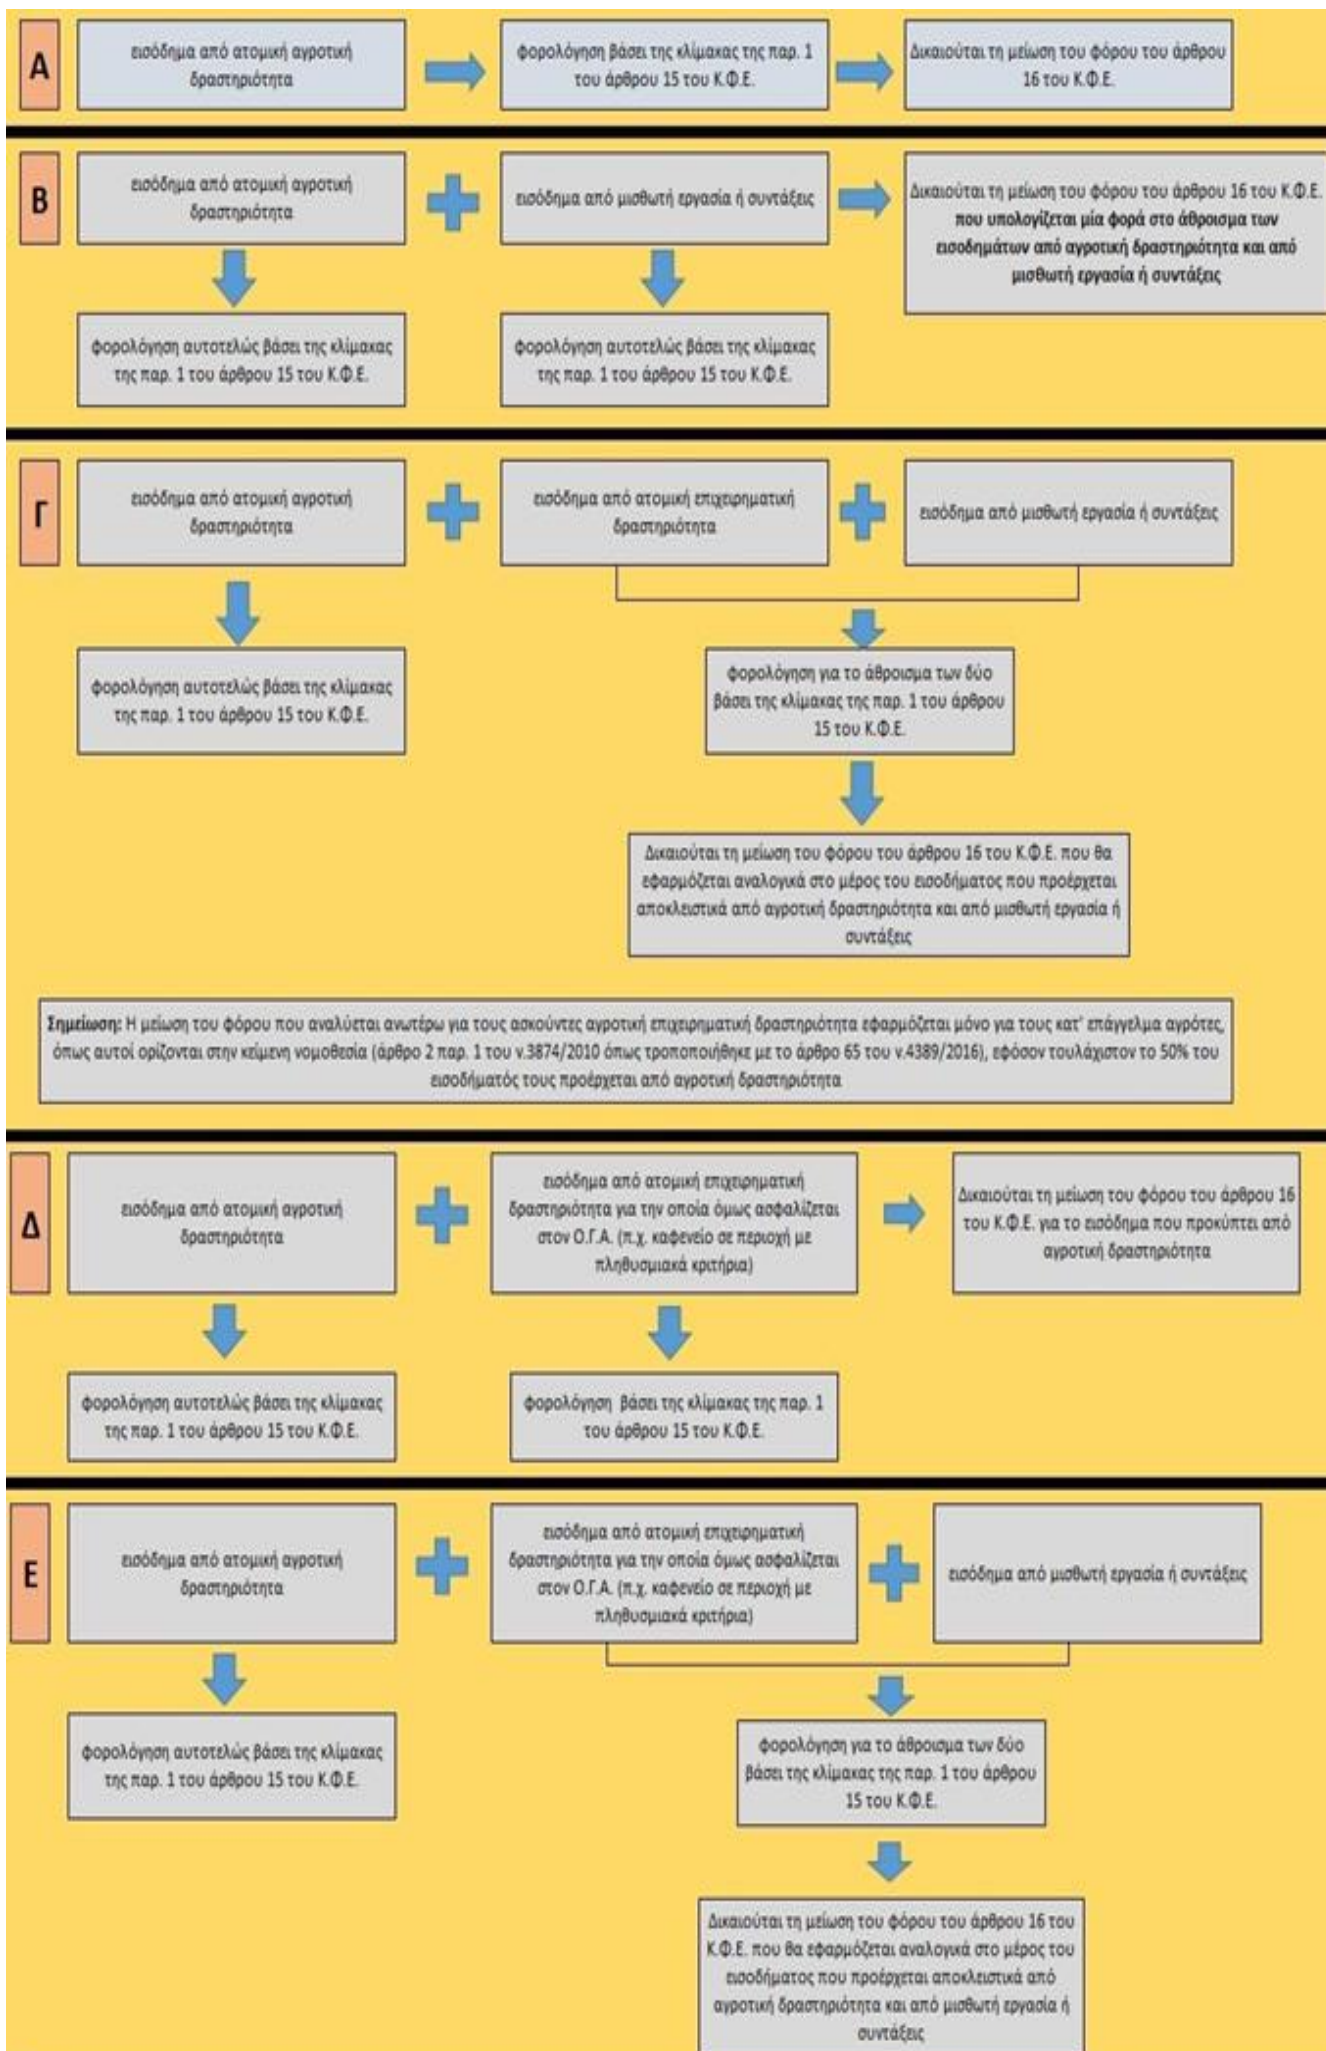 Α
εισόδημα από ατομική αγροτική
δραστηριότητα
φορολόγηση βάσει της κλίμακας της παρ. 1
του άρθρου 15 του Κ.Φ.Ε.
Δικαιούται τη μείωση του φόρου του άρθρου
16 του Κ.Φ.Ε.
Β
εισόδημα από ατομική αγροτική
δραστηριότητα
εισόδημα από μισθωτή εργασία ή συντάξεις
Δικαιούται τη μείωση του φόρου του άρθρου 16 του Κ.Φ.Ε.
που υπολογίζεται μία φορά στο άθροισμα των
εισοδημάτων από αγροτική δραστηριότητα και από
μισθωτή εργασία ή συντάξεις
φορολόγηση αυτοτελώς βάσει της κλίμακας
της παρ. 1 του άρθρου 15 του Κ.Φ.Ε.
φορολόγηση αυτοτελώς βάσει της κλίμακας
της παρ. 1 του άρθρου 15 του Κ.Φ.Ε.
Γ
εισόδημα από ατομική αγροτική
δραστηριότητα
εισόδημα από ατομική επιχειρηματική
δραστηριότητα
εισόδημα από μισθωτή εργασία ή συντάξεις
φορολόγηση αυτοτελώς βάσει της κλίμακας
της παρ. 1 του άρθρου 15 του Κ.Φ.Ε.
φορολόγηση για το άθροισμα των δύο
βάσει της κλίμακας της παρ. 1 του άρθρου
15 του Κ.Φ.Ε.
Δικαιούται τη μείωση του φόρου του άρθρου 16 του Κ.Φ.Ε. που θα
εφαρμόζεται αναλογικά στο μέρος του εισοδήματος που προέρχεται
αποκλειστικά από αγροτική δραστηριότητα και από μισθωτή εργασία ή
συντάξεις
Σημείωση: Η μείωση του φόρου που αναλύεται ανωτέρω για τους ασκούντες αγροτική επιχειρηματική δραστηριότητα εφαρμόζεται μόνο για τους κατ' επάγγελμα αγρότες,
όπως αυτοί ορίζονται στην κείμενη νομοθεσία (άρθρο 2 παρ. 1 του ν.3874/2010 όπως τροποποιήθηκε με το άρθρο 65 του ν.4389/2016), εφόσον τουλάχιστον το 50% του
εισοδήματός τους προέρχεται από αγροτική δραστηριότητα
Δ
εισόδημα από ατομική αγροτική
δραστηριότητα
εισόδημα από ατομική επιχειρηματική
δραστηριότητα για την οποία όμως ασφαλίζεται
στον Ο.Γ.Α. (π.χ. καφενείο σε περιοχή με
πληθυσμιακά κριτήρια)
Δικαιούται τη μείωση του φόρου του άρθρου 16
του Κ.Φ.Ε. για το εισόδημα που προκύπτει από
αγροτική δραστηριότητα
φορολόγηση αυτοτελώς βάσει της κλίμακας
της παρ. 1 του άρθρου 15 του Κ.Φ.Ε.
φορολόγηση βάσει της κλίμακας της παρ. 1
του άρθρου 15 του Κ.Φ.Ε.
Ε
εισόδημα από ατομική αγροτική
δραστηριότητα
εισόδημα από ατομική επιχειρηματική
δραστηριότητα για την οποία όμως ασφαλίζεται
στον Ο.Γ.Α. (π.χ. καφενείο σε περιοχή με
πληθυσμιακά κριτήρια)
εισόδημα από μισθωτή εργασία ή συντάξεις
φορολόγηση αυτοτελώς βάσει της κλίμακας
της παρ. 1 του άρθρου 15 του Κ.Φ.Ε.
φορολόγηση για το άθροισμα των δύο
βάσει της κλίμακας της παρ. 1 του άρθρου
15 του Κ.Φ.Ε.
Δικαιούται τη μείωση του φόρου του άρθρου 16 του
Κ.Φ.Ε. που θα εφαρμόζεται αναλογικά στο μέρος του
εισοδήματος που προέρχεται αποκλειστικά από
αγροτική δραστηριότητα και από μισθωτή εργασία ή
συντάξεις